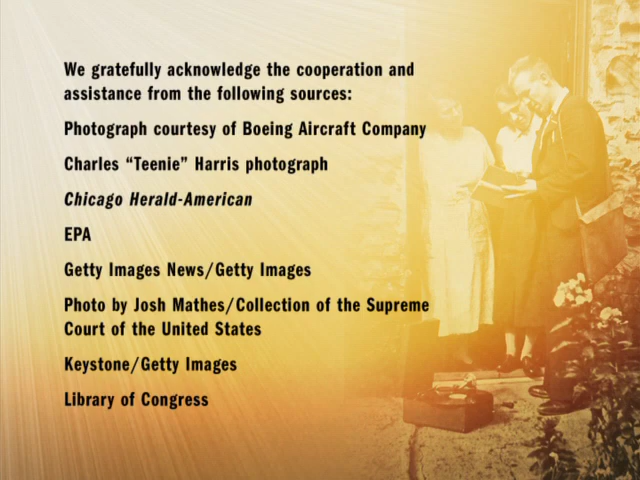 We gratefully acknowledge the cooperation and
assistance from the following sources:
Photograph courtesy of Boeing Aircraft Company
Charles “Teenie” Harris photograph
Chicago Herald-American
EPA
Getty Images News/Getty Images
Photo by Josh Mathes/Collection of the Supreme
Court of the United States
Keystone/Getty Images
Library of Congress